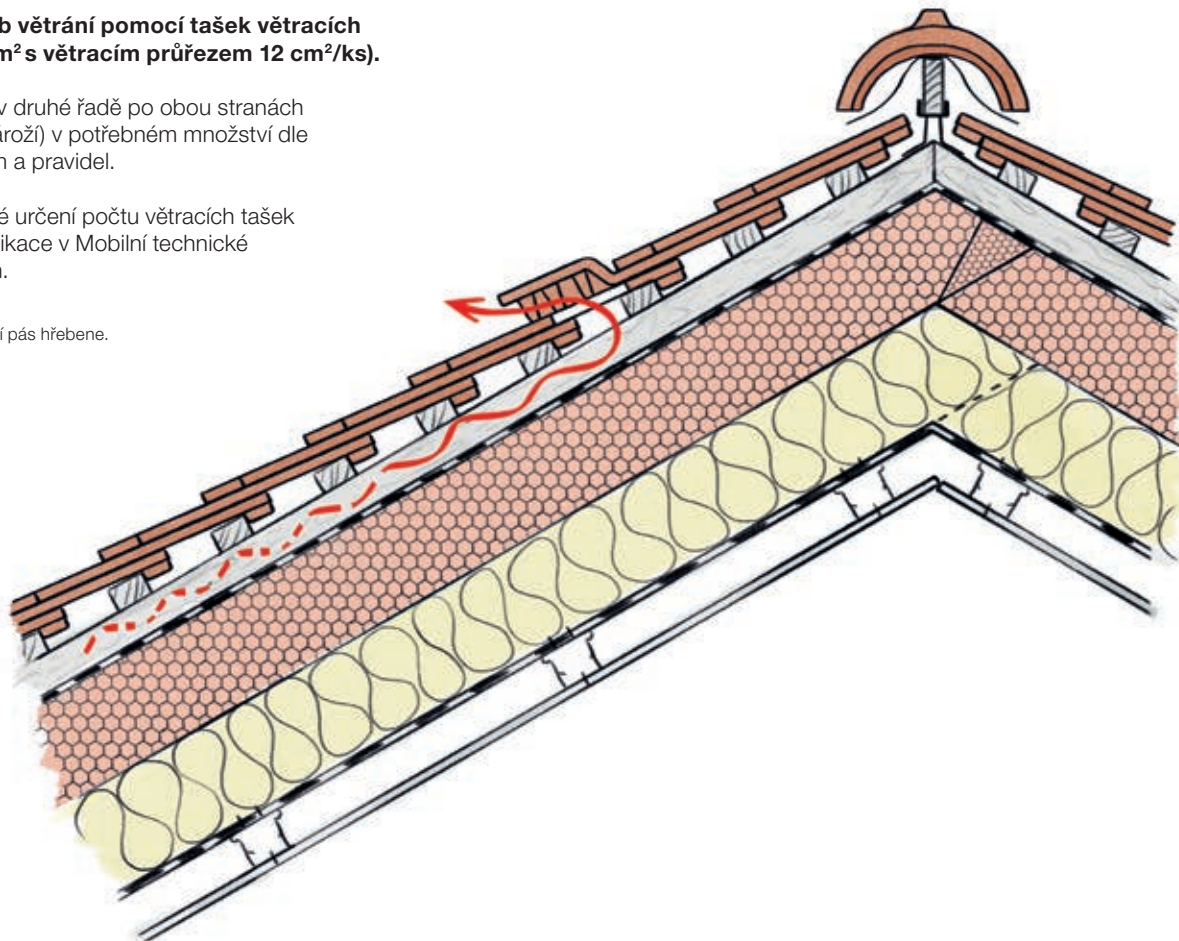 b větrání pomocí tašek větracích
m² s větracím průřezem 12 cm²/ks).
v druhé řadě po obou stranách
ároží) v potřebném množství dle
a pravidel.
é určení počtu větracích tašek
ikace v Mobilní technické
í pás hřebene.